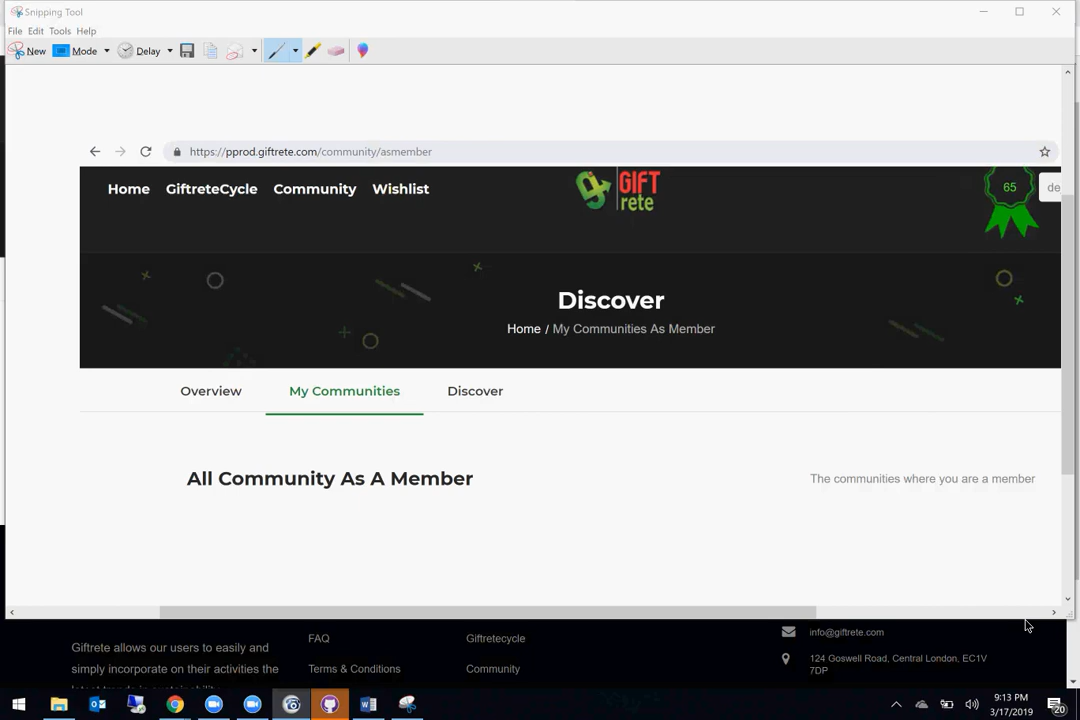 Snipping Tool
File Edit Tools Help
New Mode Delay
https://pprod.giftrete.com/community/asmember
Home GiftreteCycle Community Wishlist
GIFT
rete
65
de
Discover
Home / My Communities As Member
Overview My Communities Discover
All Community As A Member
The communities where you are a member
Giftrete allows our users to easily and
simply incorporate on their activities the
latest trends in sustainability
FAQ
Terms & Conditions
Giftretecycle
Community
info@giftrete.com
124 Goswell Road, Central London, EC1V
7DP
9:13 PM
3/17/2019
20